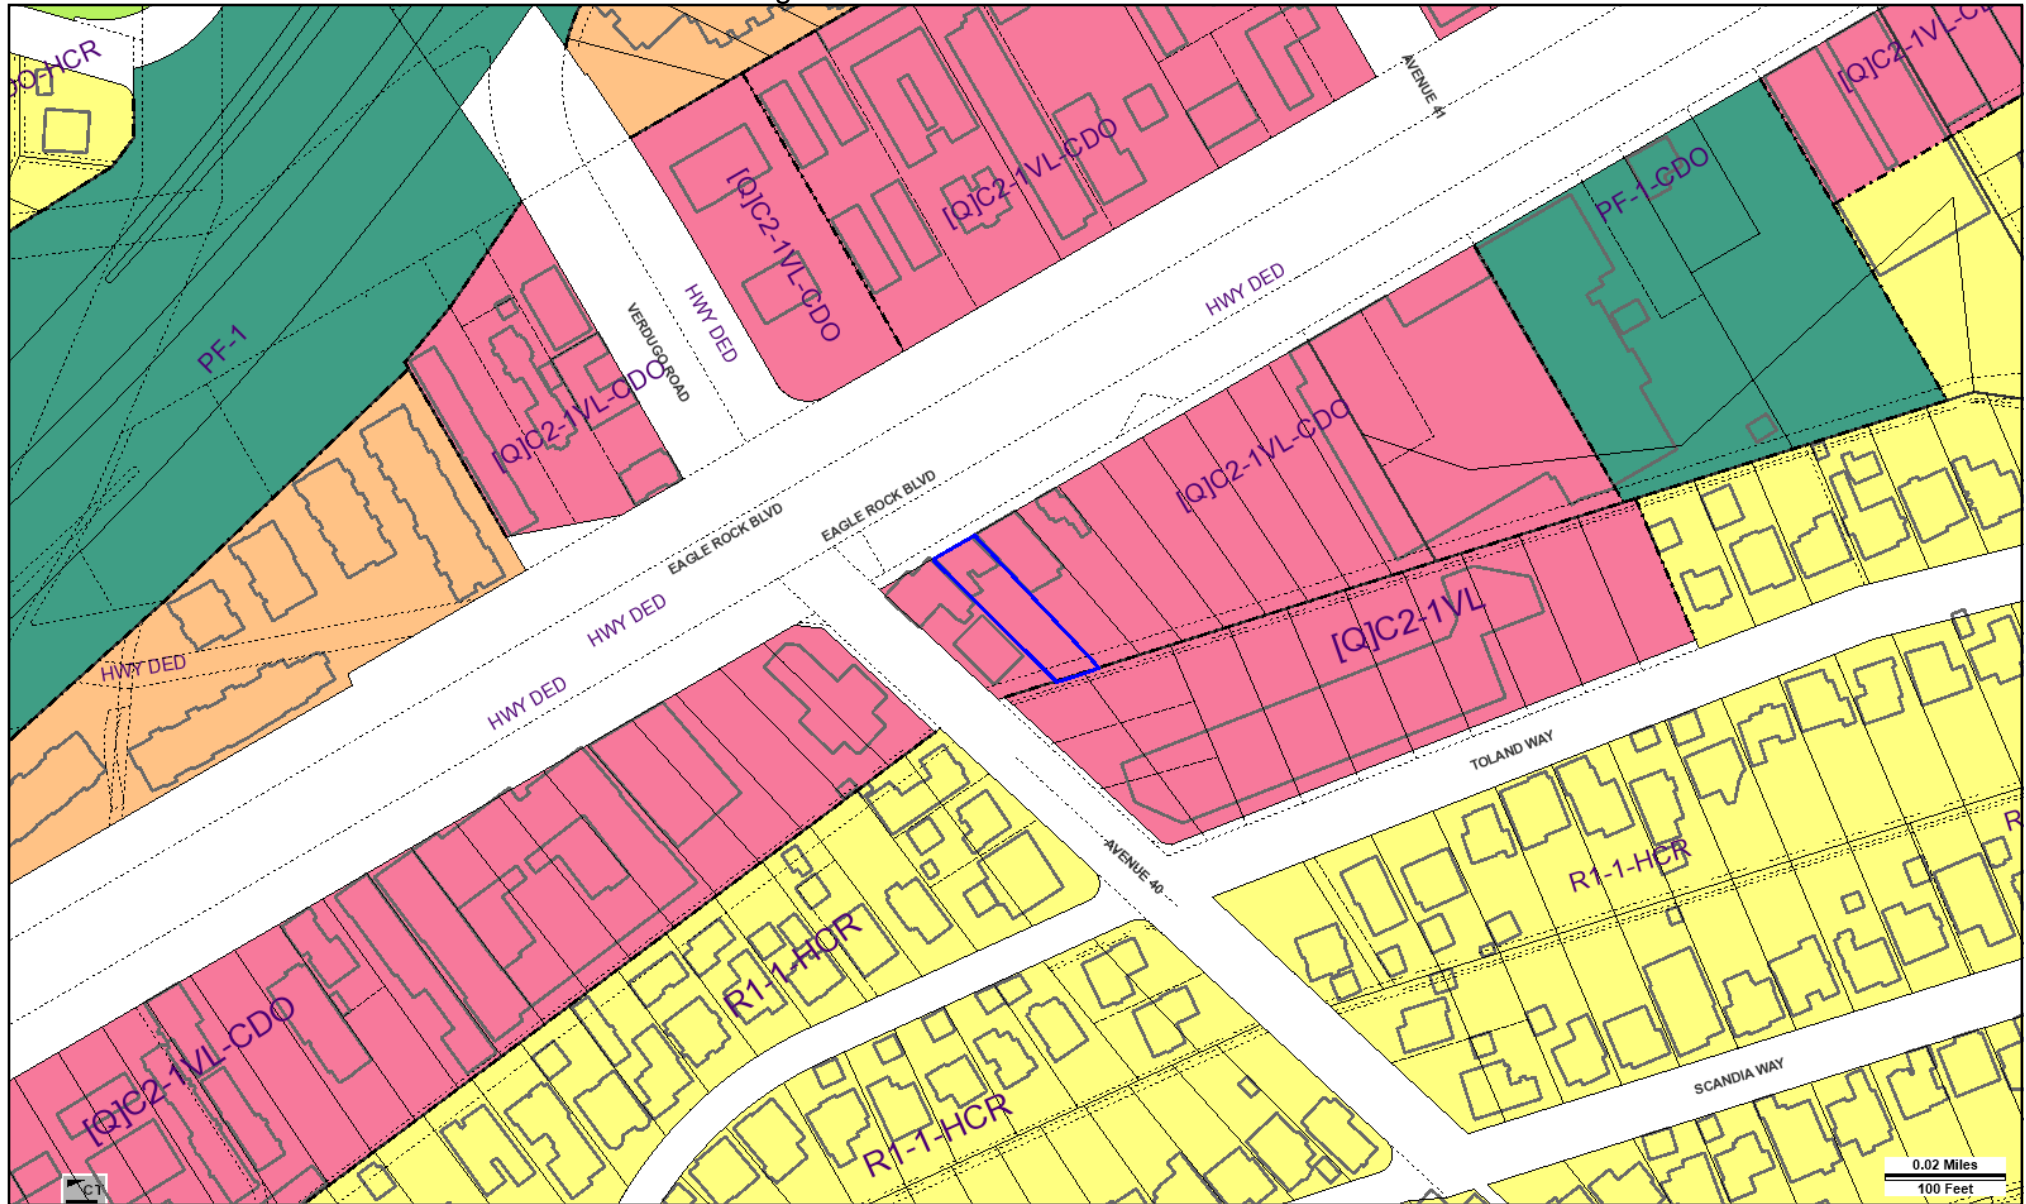 [Q]C2-1VL-C
AVENUE 41
[Q]C2-1VL-CDO
PF-1-CDO
[Q]C2-1VL-CDO
HWY DED
HWY DED
VERDUGO ROAD
PF-1
[Q]C2-1VL-CDO
[Q]C2-1VL-CDO
EAGLE ROCK BLVD
EAGLE ROCK BLVD
HWY DED
HWY DED
HWY DED
[Q]C2-1VL
TOLAND WAY
AVENUE 40
R1-1-HCR
R1-1-HCR
[Q]C2-1VL-CDO
SCANDIA WAY
R1-1-HCR
0.02 Miles
100 Feet
CT